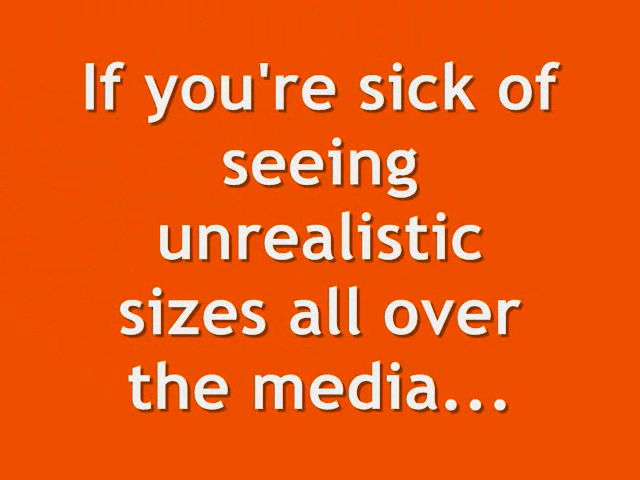 If you're sick of
seeing
unrealistic
sizes all over
the media...